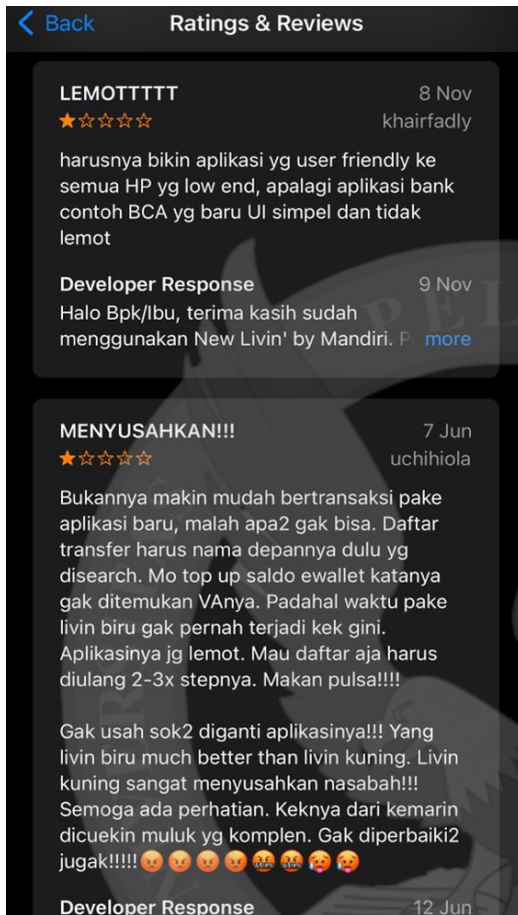 Back Ratings & Reviews
LEMOTTTTT 8 Nov
★☆☆☆☆ khairfadly
harusnya bikin aplikasi yg user friendly ke
semua HP yg low end, apalagi aplikasi bank
contoh BCA yg baru UI simpel dan tidak
lemot
Developer Response 9 Nov
Halo Bpk/Ibu, terima kasih sudah
menggunakan New Livin' by Mandiri. P more
MENYUSAHKAN!!! 7 Jun
★☆☆☆☆ uchihiola
Bukannya makin mudah bertransaksi pake
aplikasi baru, malah apa2 gak bisa. Daftar
transfer harus nama depannya dulu yg
disearch. Mo top up saldo ewallet katanya
gak ditemukan VAnya. Padahal waktu pake
livin biru gak pernah terjadi kek gini.
Aplikasinya jg lemot. Mau daftar aja harus
diulang 2-3x stepnya. Makan pulsa!!!!
Gak usah sok2 diganti aplikasinya!!! Yang
livin biru much better than livin kuning. Livin
kuning sangat menyusahkan nasabah!!!
Semoga ada perhatian. Keknya dari kemarin
dicuekin muluk yg komplen. Gak diperbaiki2
jugak!!!!!😡😡😡😡🤬🤬🥵🥵
Developer Response 12 Jun